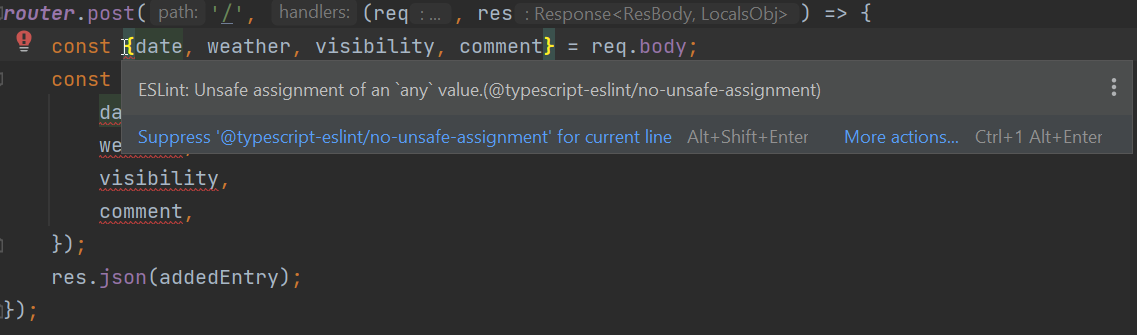 router.post( path: '/', handlers: (req : ... , res : Response<ResBody, LocalsObj> ) => {
const {date, weather, visibility, comment} = req.body;
const
ESLint: Unsafe assignment of an `any` value.(@typescript-eslint/no-unsafe-assignment)
da
Suppress '@typescript-eslint/no-unsafe-assignment' for current line Alt+Shift+Enter More actions... Ctrl+1 Alt+Enter
we
visibility,
comment,
});
res.json(addedEntry);
});